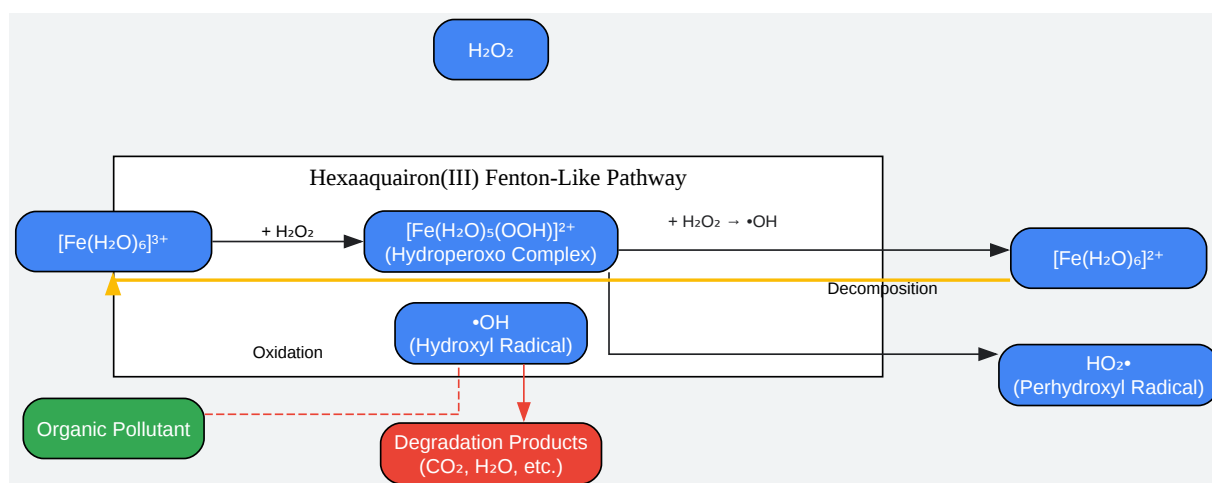 H₂O₂
Hexaaquairon(III) Fenton-Like Pathway
[Fe(H₂O)₆]³⁺
+ H₂O₂
[Fe(H₂O)₅(OOH)]²⁺
(Hydroperoxo Complex)
+ H₂O₂ → •OH
[Fe(H₂O)₆]²⁺
Decomposition
•OH
(Hydroxyl Radical)
Oxidation
HO₂•
(Perhydroxyl Radical)
Organic Pollutant
Degradation Products
(CO₂, H₂O, etc.)